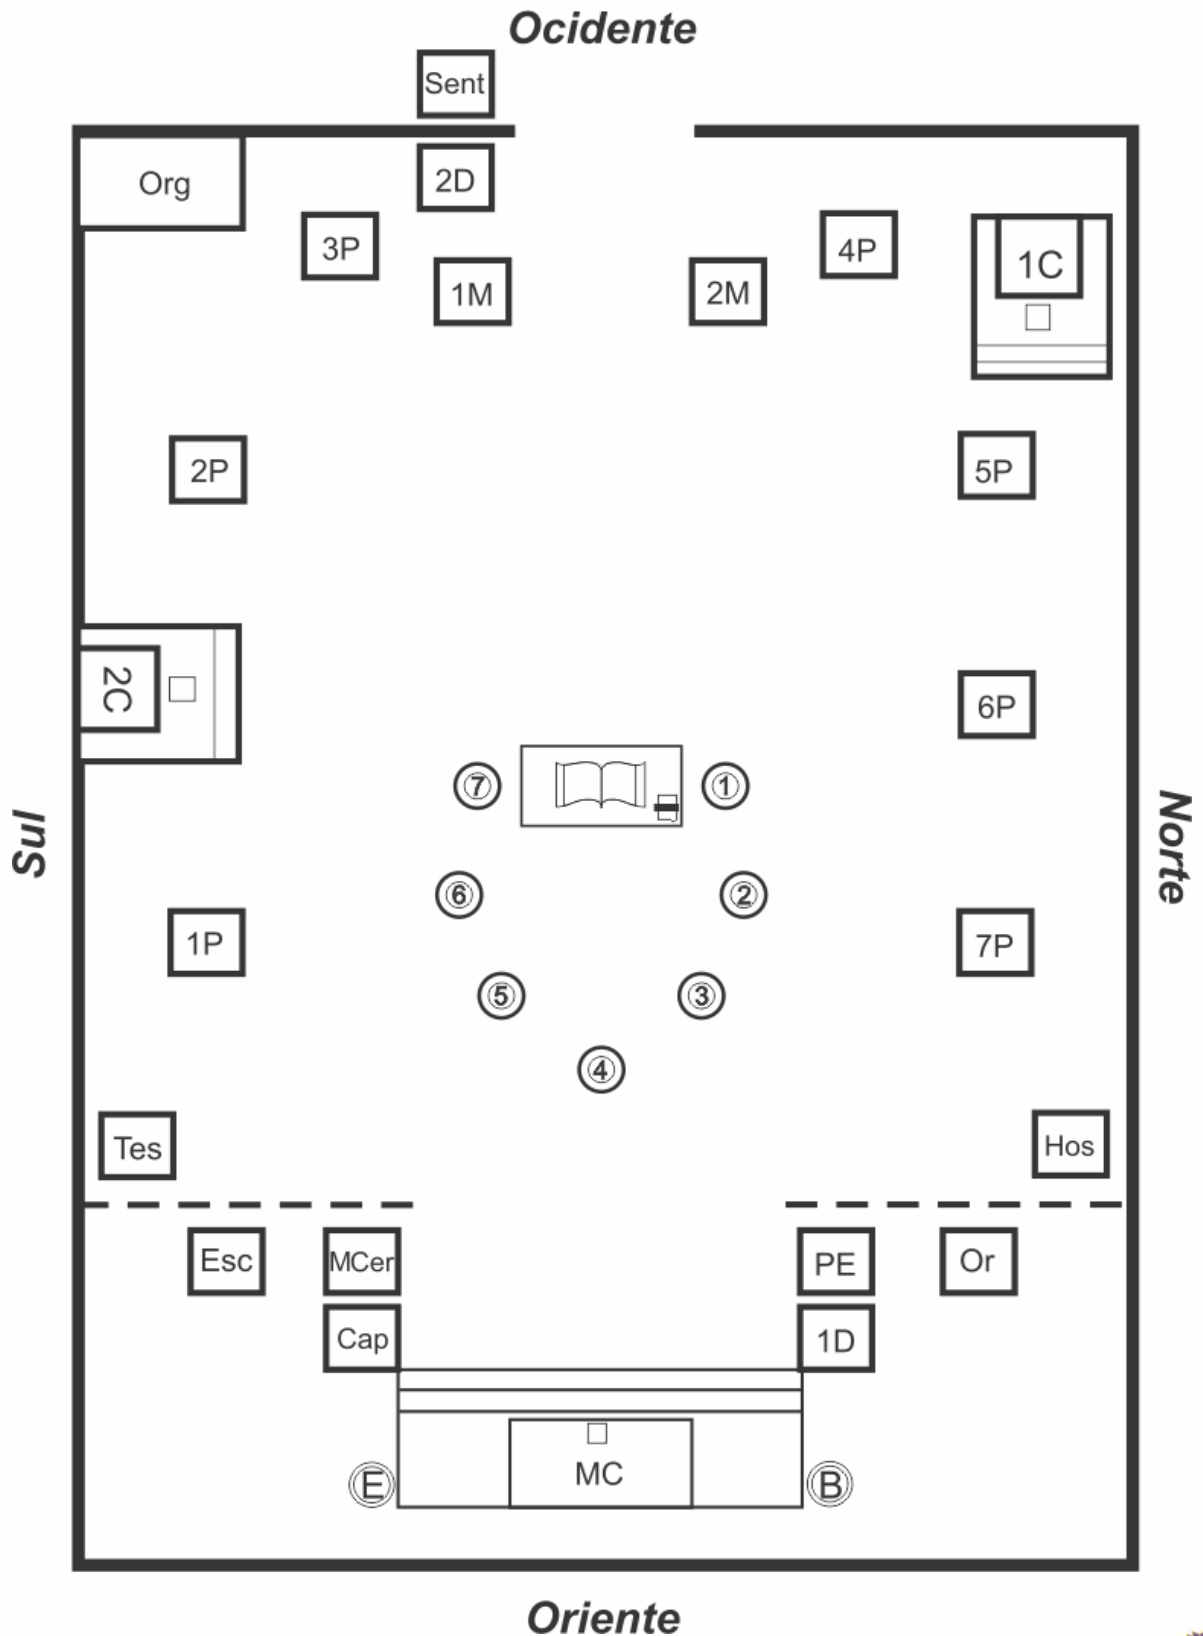 Ocidente
Sent
Org
2D
3P
4P
1C
1M
2M
2P
5P
2C
6P
7
1
Sul
Norte
6
2
1P
7P
5
3
4
Tes
Hos
Esc
MCer
PE
Or
Cap
1D
MC
E
B
Oriente